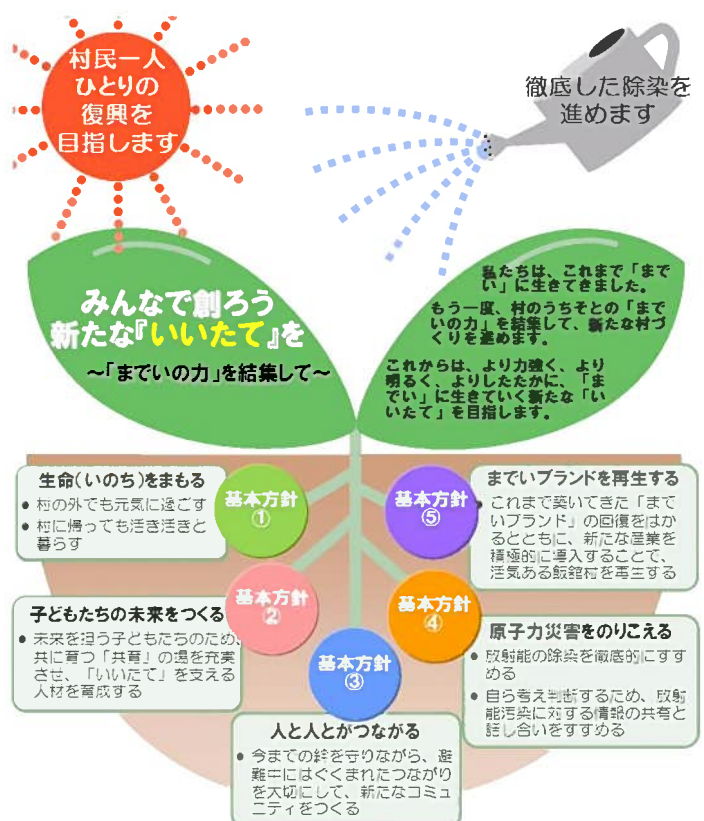 村民一人
ひとりの
復興を
目指します
徹底した除染を
進めます
みんなで創ろう
新たな『いいたて』を
～「までいの力」を結集して～
私たちは、これまで「まで
い」に生きてきました。
もう一度、村のうちそとの「まで
いの力」を結集して、新たな村づ
くりを進めます。
これからは、より力強く、より
明るく、よりしたたかに、「ま
でい」に生きていく新たな「い
いたて」を目指します。
生命(いのち)をまもる
● 村の外でも元気に過ごす
● 村に帰っても活き活きと
暮らす
基本方針
①
子どもたちの未来をつくる
● 未来を担う子どもたちのため、
共に育つ「共育」の場を充実
させ、「いいたて」を支える
人材を育成する
基本方針
②
基本方針
③
人と人とがつながる
● 今までの絆を守りながら、避
難中にはぐくまれたつながり
を大切にして、新たなコミュ
ニティをつくる
基本方針
④
原子力災害をのりこえる
● 放射能の除染を徹底的にすす
める
● 自ら考え判断するため、放射
能汚染に対する情報の共有と
話し合いをすすめる
基本方針
⑤
までいブランドを再生する
● これまで築いてきた「まで
いブランド」の回復をはか
るとともに、新たな産業を
積極的に導入することで、
活気ある飯舘村を再生する